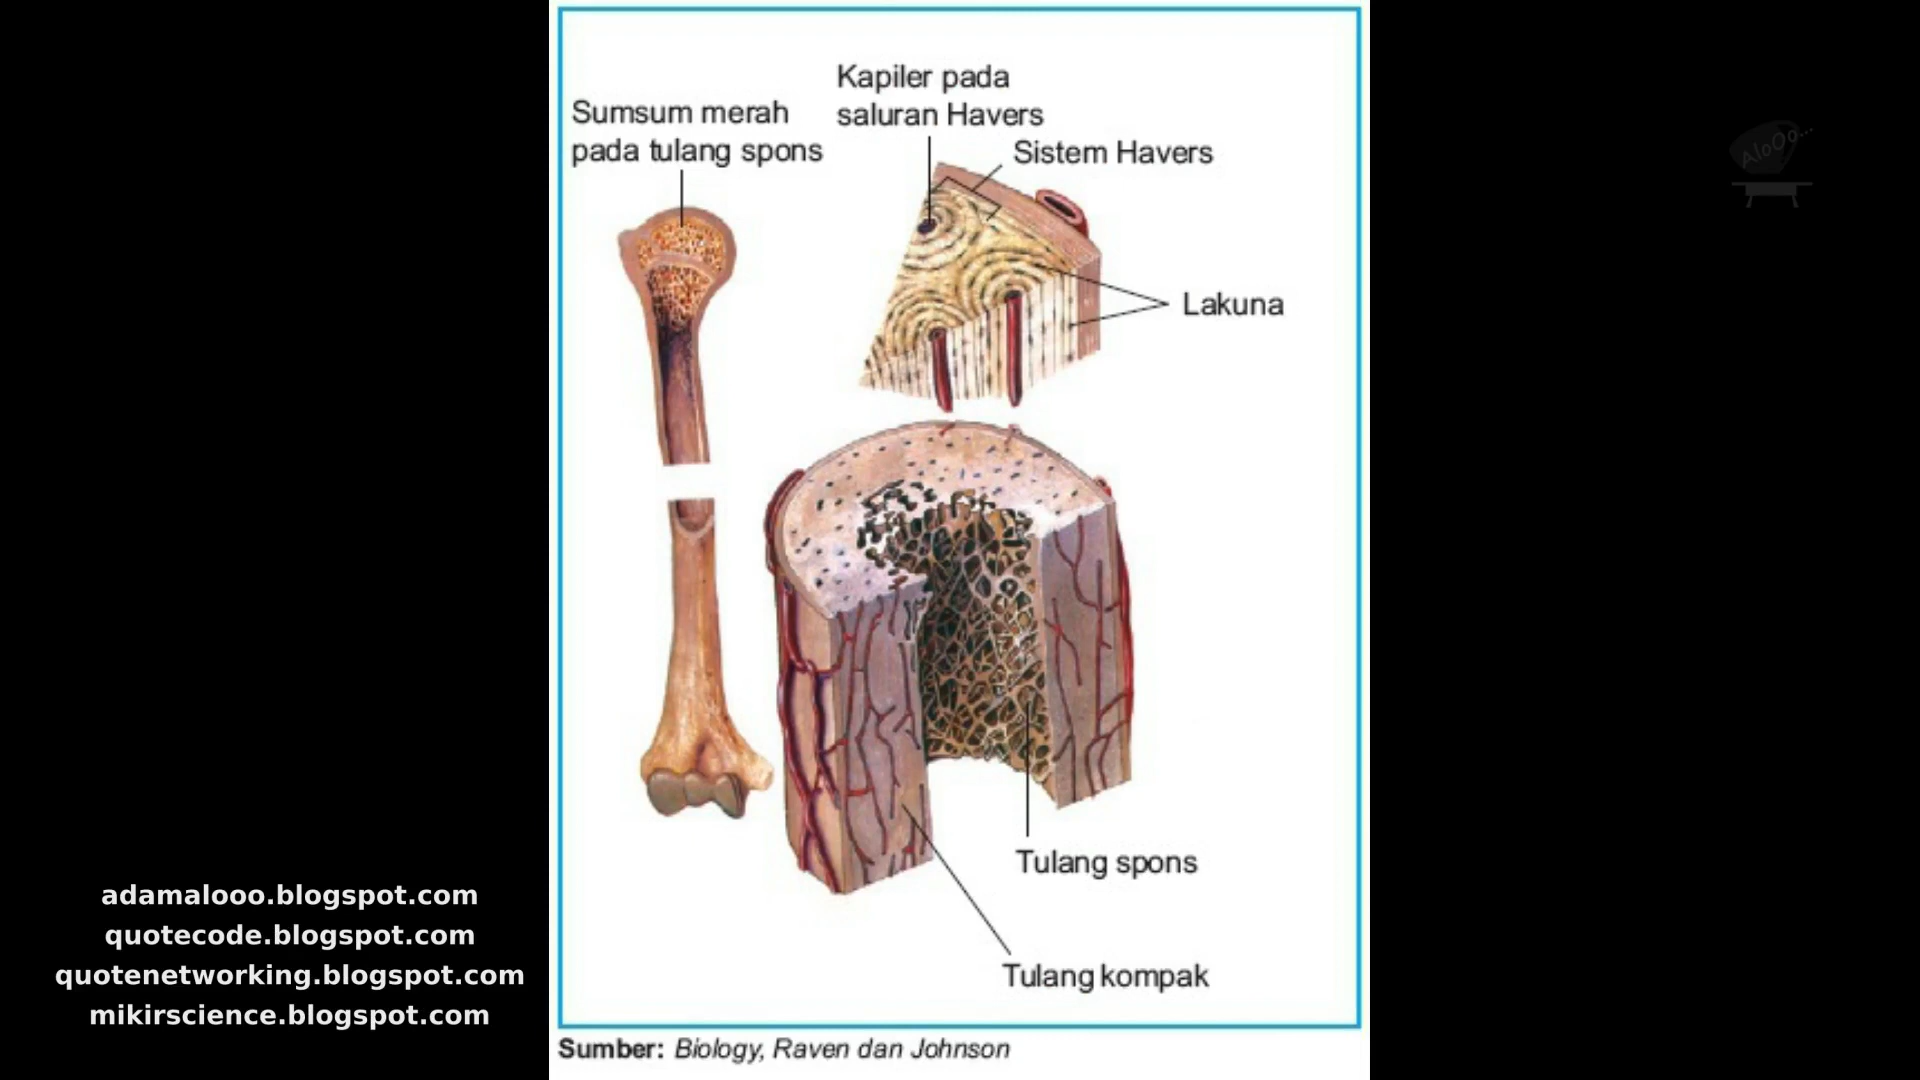 Kapiler pada
saluran Havers
Sumsum merah
pada tulang spons
Sistem Havers
Lakuna
Tulang spons
Tulang kompak
Sumber: Biology, Raven dan Johnson
adamalooo.blogspot.com
quotecode.blogspot.com
quotenetworking.blogspot.com
mikirscience.blogspot.com
AloOo...